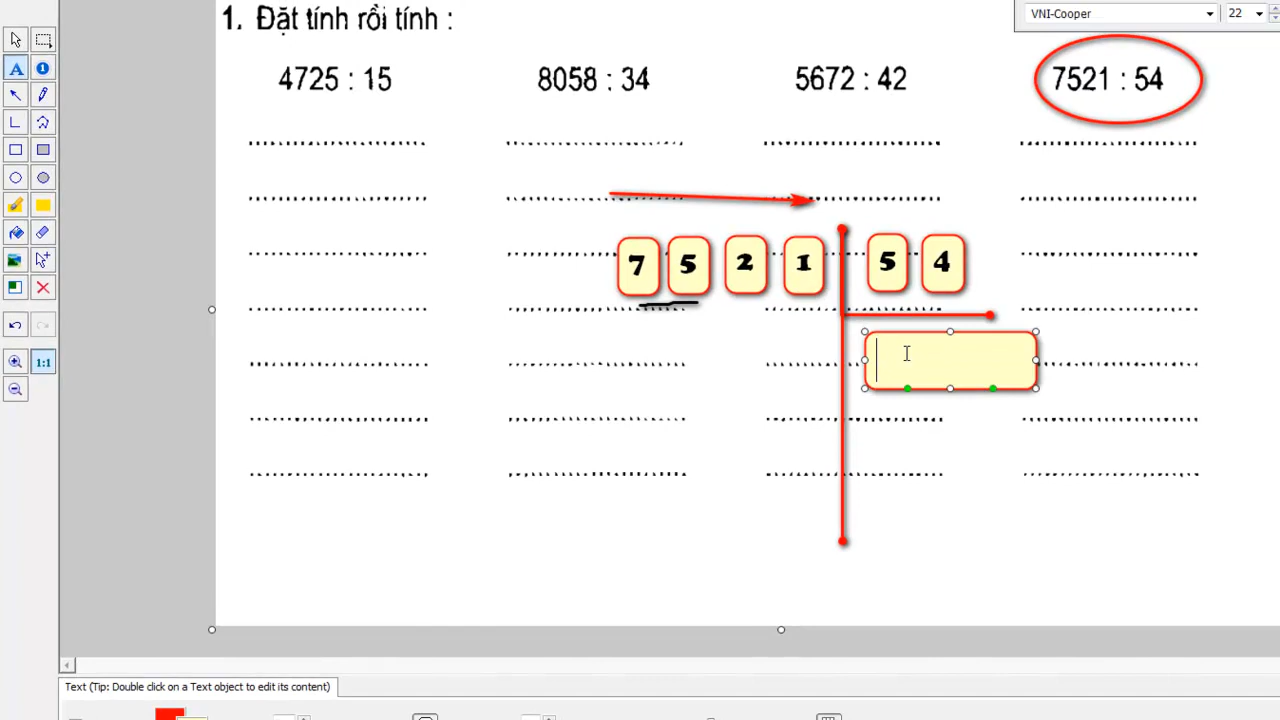 VNI-Cooper 22
1. Đặt tính rồi tính :
4725 : 15 8058 : 34 5672 : 42 7521 : 54
7 5 2 1 5 4
A
1:1
Text (Tip: Double click on a Text object to edit its content)